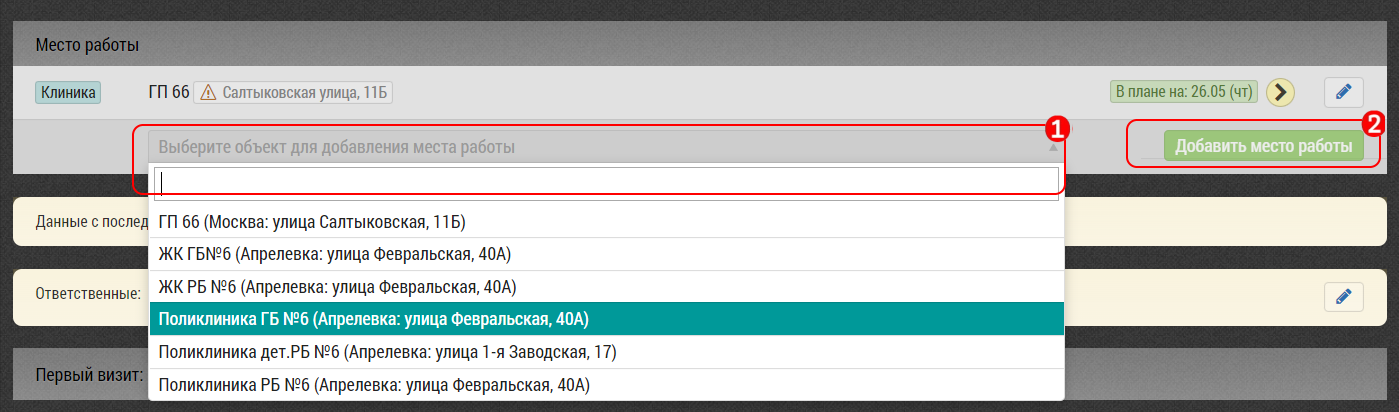 Место работы
Клиника ГП 66 Салтыковская улица, 11Б В плане на: 26.05 (чт)
1
2
Выберите объект для добавления места работы Добавить место работы
ГП 66 (Москва: улица Салтыковская, 11Б)
Данные с послед
ЖК ГБ№6 (Апрелевка: улица Февральская, 40А)
ЖК РБ №6 (Апрелевка: улица Февральская, 40А)
Ответственные:
Поликлиника ГБ №6 (Апрелевка: улица Февральская, 40А)
Поликлиника дет.РБ №6 (Апрелевка: улица 1-я Заводская, 17)
Первый визит:
Поликлиника РБ №6 (Апрелевка: улица Февральская, 40А)